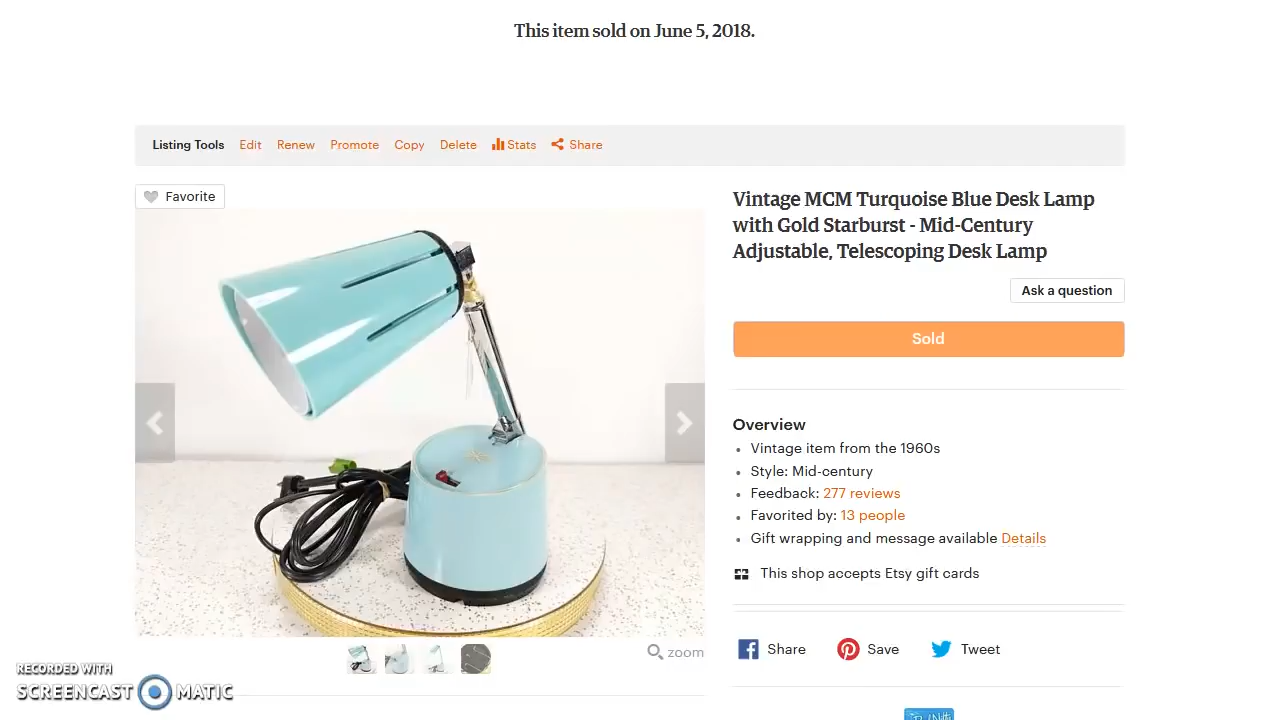 This item sold on June 5, 2018.
Listing Tools Edit Renew Promote Copy Delete Stats Share
Favorite
Vintage MCM Turquoise Blue Desk Lamp
with Gold Starburst - Mid-Century
Adjustable, Telescoping Desk Lamp
Ask a question
Sold
Overview
Vintage item from the 1960s
Style: Mid-century
Feedback: 277 reviews
Favorited by: 13 people
Gift wrapping and message available Details
This shop accepts Etsy gift cards
zoom
Share Save Tweet
RECORDED WITH
SCREENCAST MATIC